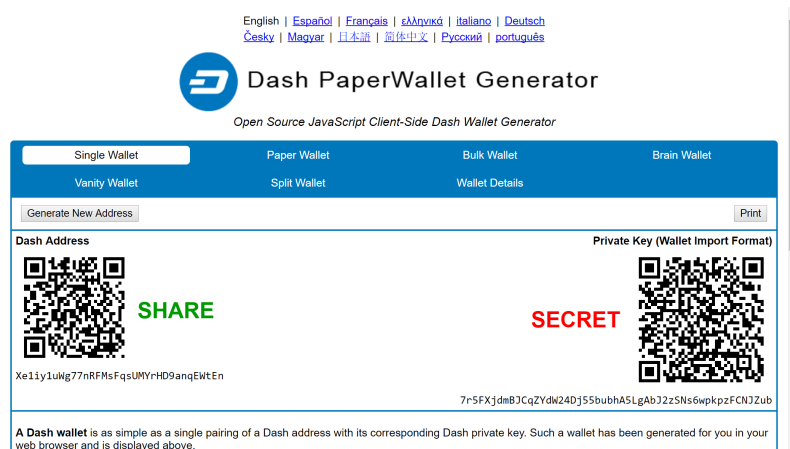 English | Español | Français | ελληνικά | italiano | Deutsch
Česky | Magyar | 日本語 | 简体中文 | Русский | português
Dash PaperWallet Generator
Open Source JavaScript Client-Side Dash Wallet Generator
Single Wallet Paper Wallet Bulk Wallet Brain Wallet
Vanity Wallet Split Wallet Wallet Details
Generate New Address Print
Dash Address Private Key (Wallet Import Format)
SHARE
SECRET
Xe1iy1uWg77nRFMsFqsUMYrHD9anqEWtEn
7r5FXjdmBJCqZYdW24Dj55bubhA5LgAbJ2zSNs6wpkpzFCNJZub
A Dash wallet is as simple as a single pairing of a Dash address with its corresponding Dash private key. Such a wallet has been generated for you in your
web browser and is displayed above.